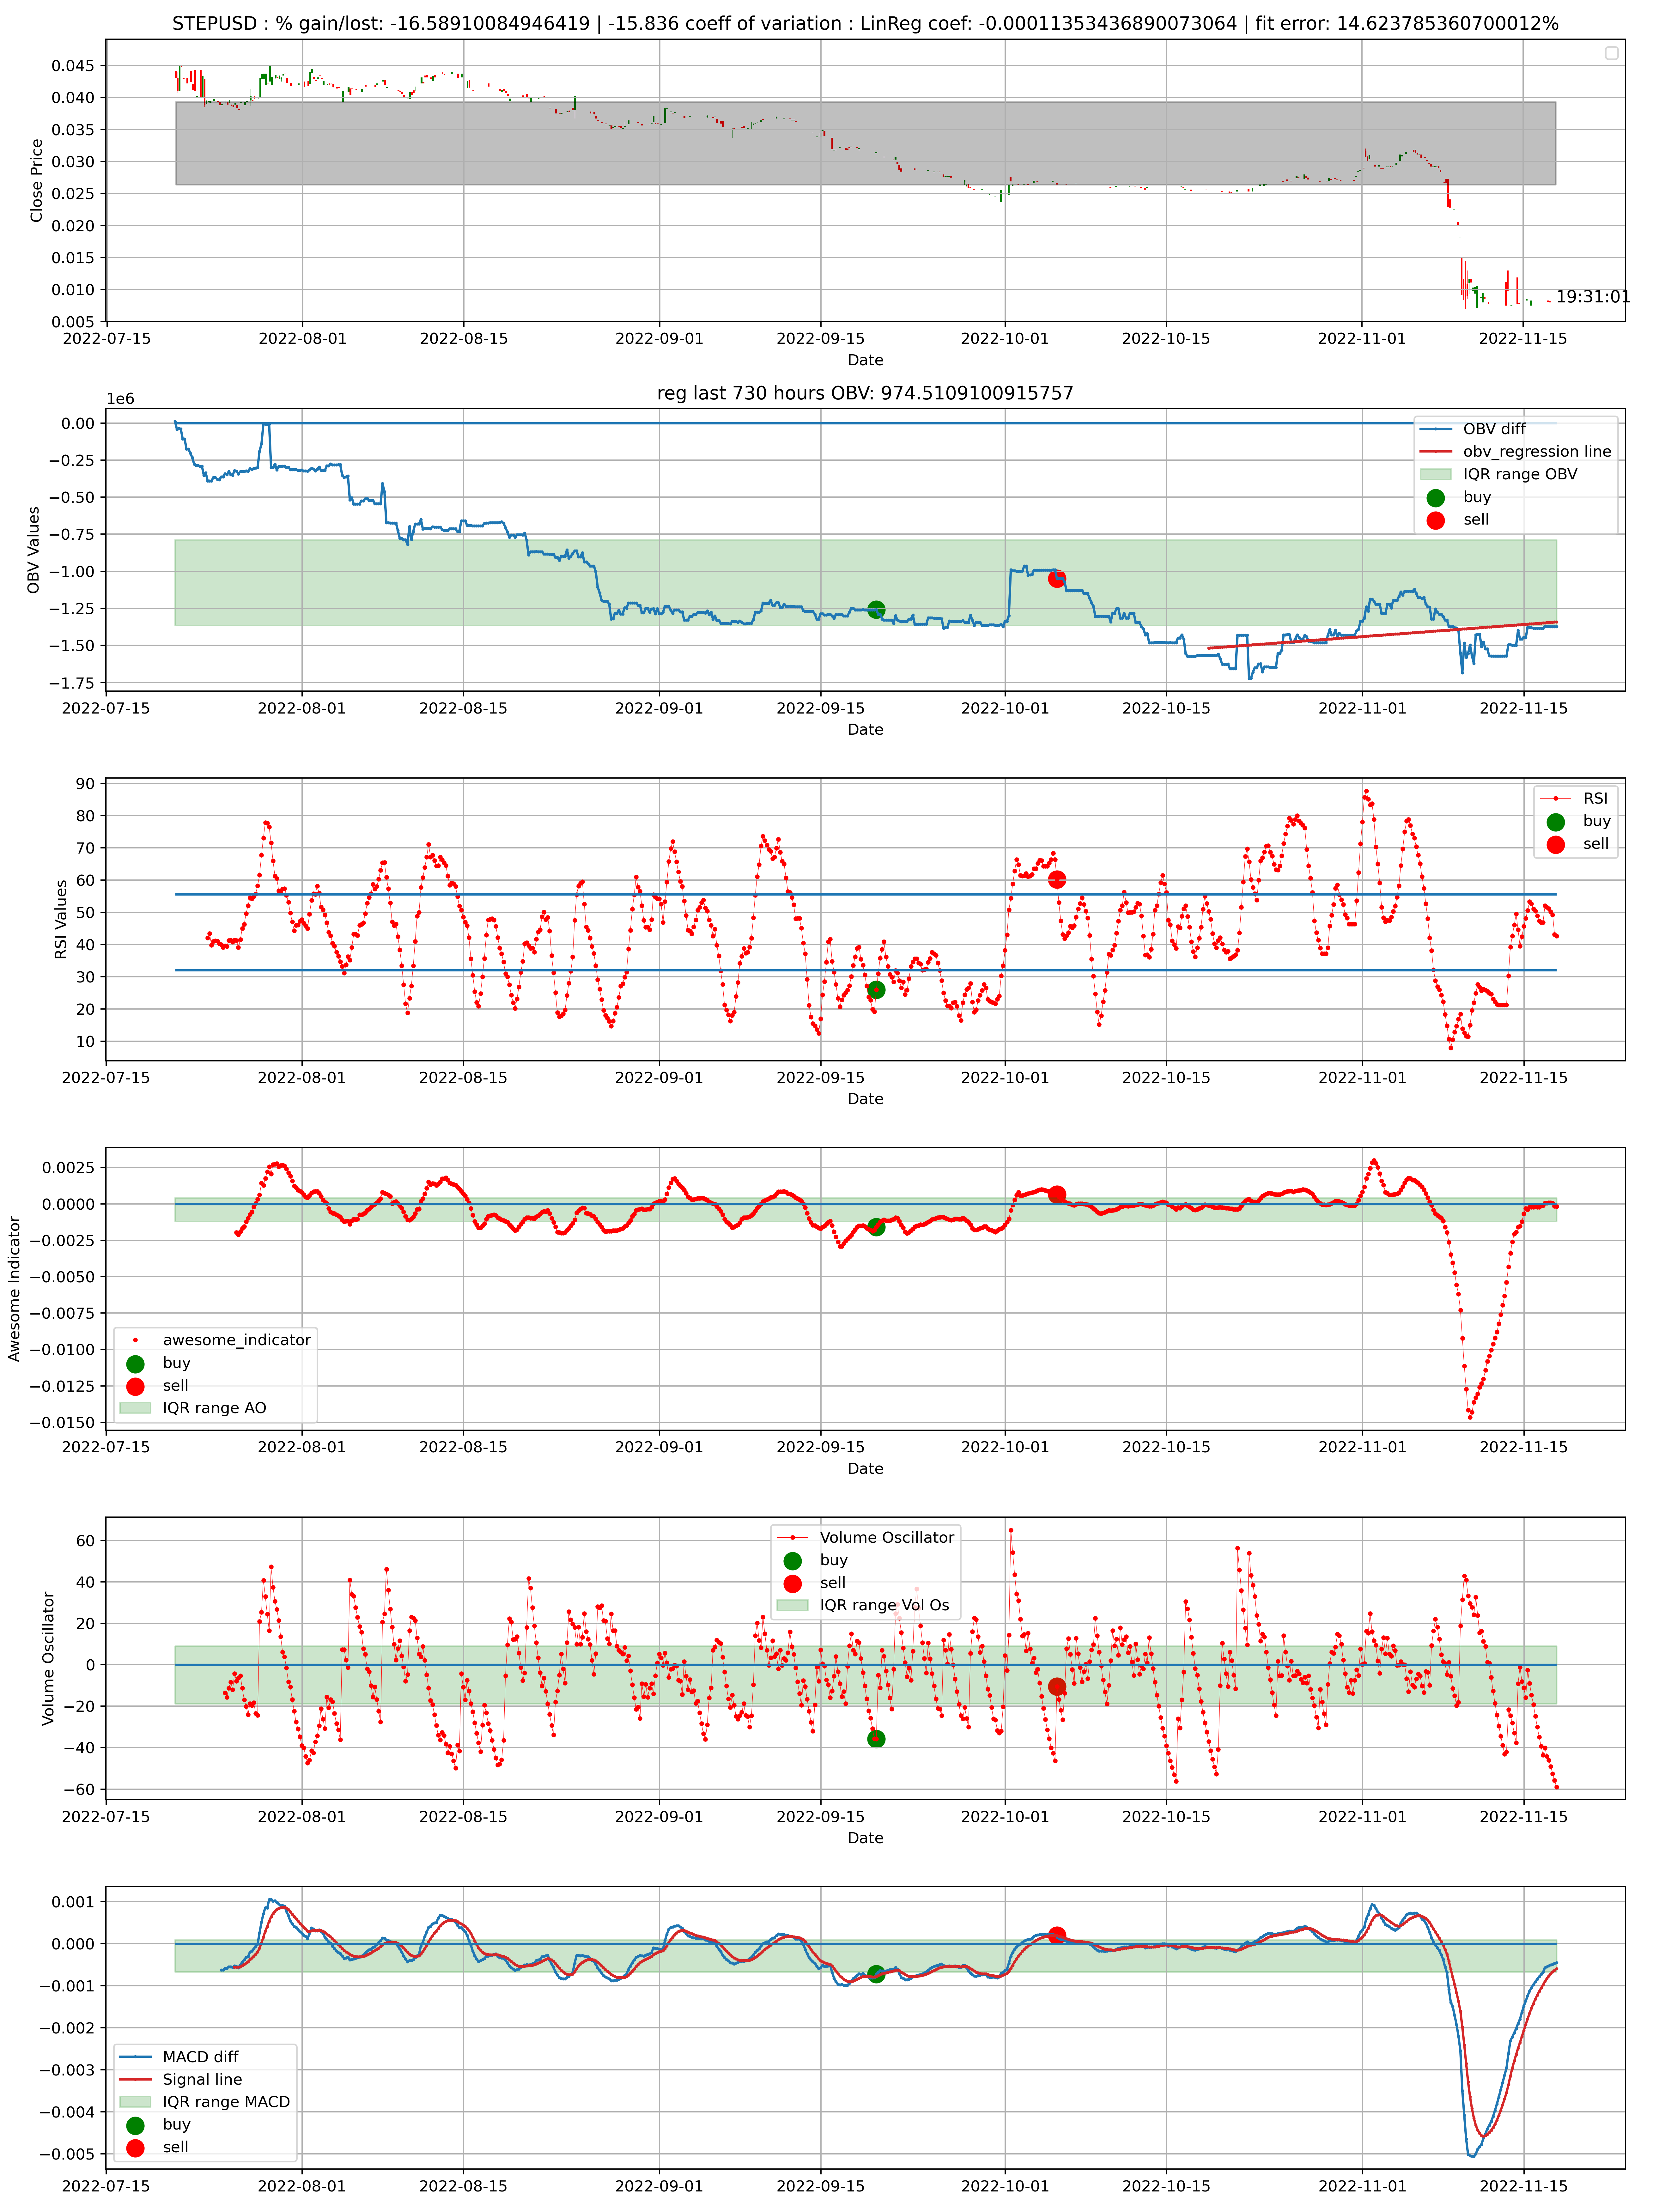 STEPUSD : % gain/lost: -16.58910084946419 | -15.836 coeff of variation : LinReg coef: -0.00011353436890073064 | fit error: 14.623785360700012%
0.045
0.040
0.035
0.030
0.025
0.020
0.015
0.010
0.005
Close Price
19:31:01
2022-07-15 2022-08-01 2022-08-15 2022-09-01 2022-09-15 2022-10-01 2022-10-15 2022-11-01 2022-11-15
Date
reg last 730 hours OBV: 974.5109100915757
1e6
0.00
−0.25
−0.50
−0.75
−1.00
−1.25
−1.50
−1.75
OBV Values
OBV diff
obv_regression line
IQR range OBV
buy
sell
2022-07-15 2022-08-01 2022-08-15 2022-09-01 2022-09-15 2022-10-01 2022-10-15 2022-11-01 2022-11-15
Date
90
80
70
60
50
40
30
20
10
RSI Values
RSI
buy
sell
2022-07-15 2022-08-01 2022-08-15 2022-09-01 2022-09-15 2022-10-01 2022-10-15 2022-11-01 2022-11-15
Date
0.0025
0.0000
−0.0025
−0.0050
−0.0075
−0.0100
−0.0125
−0.0150
Awesome Indicator
awesome_indicator
buy
sell
IQR range AO
2022-07-15 2022-08-01 2022-08-15 2022-09-01 2022-09-15 2022-10-01 2022-10-15 2022-11-01 2022-11-15
Date
60
40
20
0
−20
−40
−60
Volume Oscillator
Volume Oscillator
buy
sell
IQR range Vol Os
2022-07-15 2022-08-01 2022-08-15 2022-09-01 2022-09-15 2022-10-01 2022-10-15 2022-11-01 2022-11-15
Date
0.001
0.000
−0.001
−0.002
−0.003
−0.004
−0.005
MACD diff
Signal line
IQR range MACD
buy
sell
2022-07-15 2022-08-01 2022-08-15 2022-09-01 2022-09-15 2022-10-01 2022-10-15 2022-11-01 2022-11-15